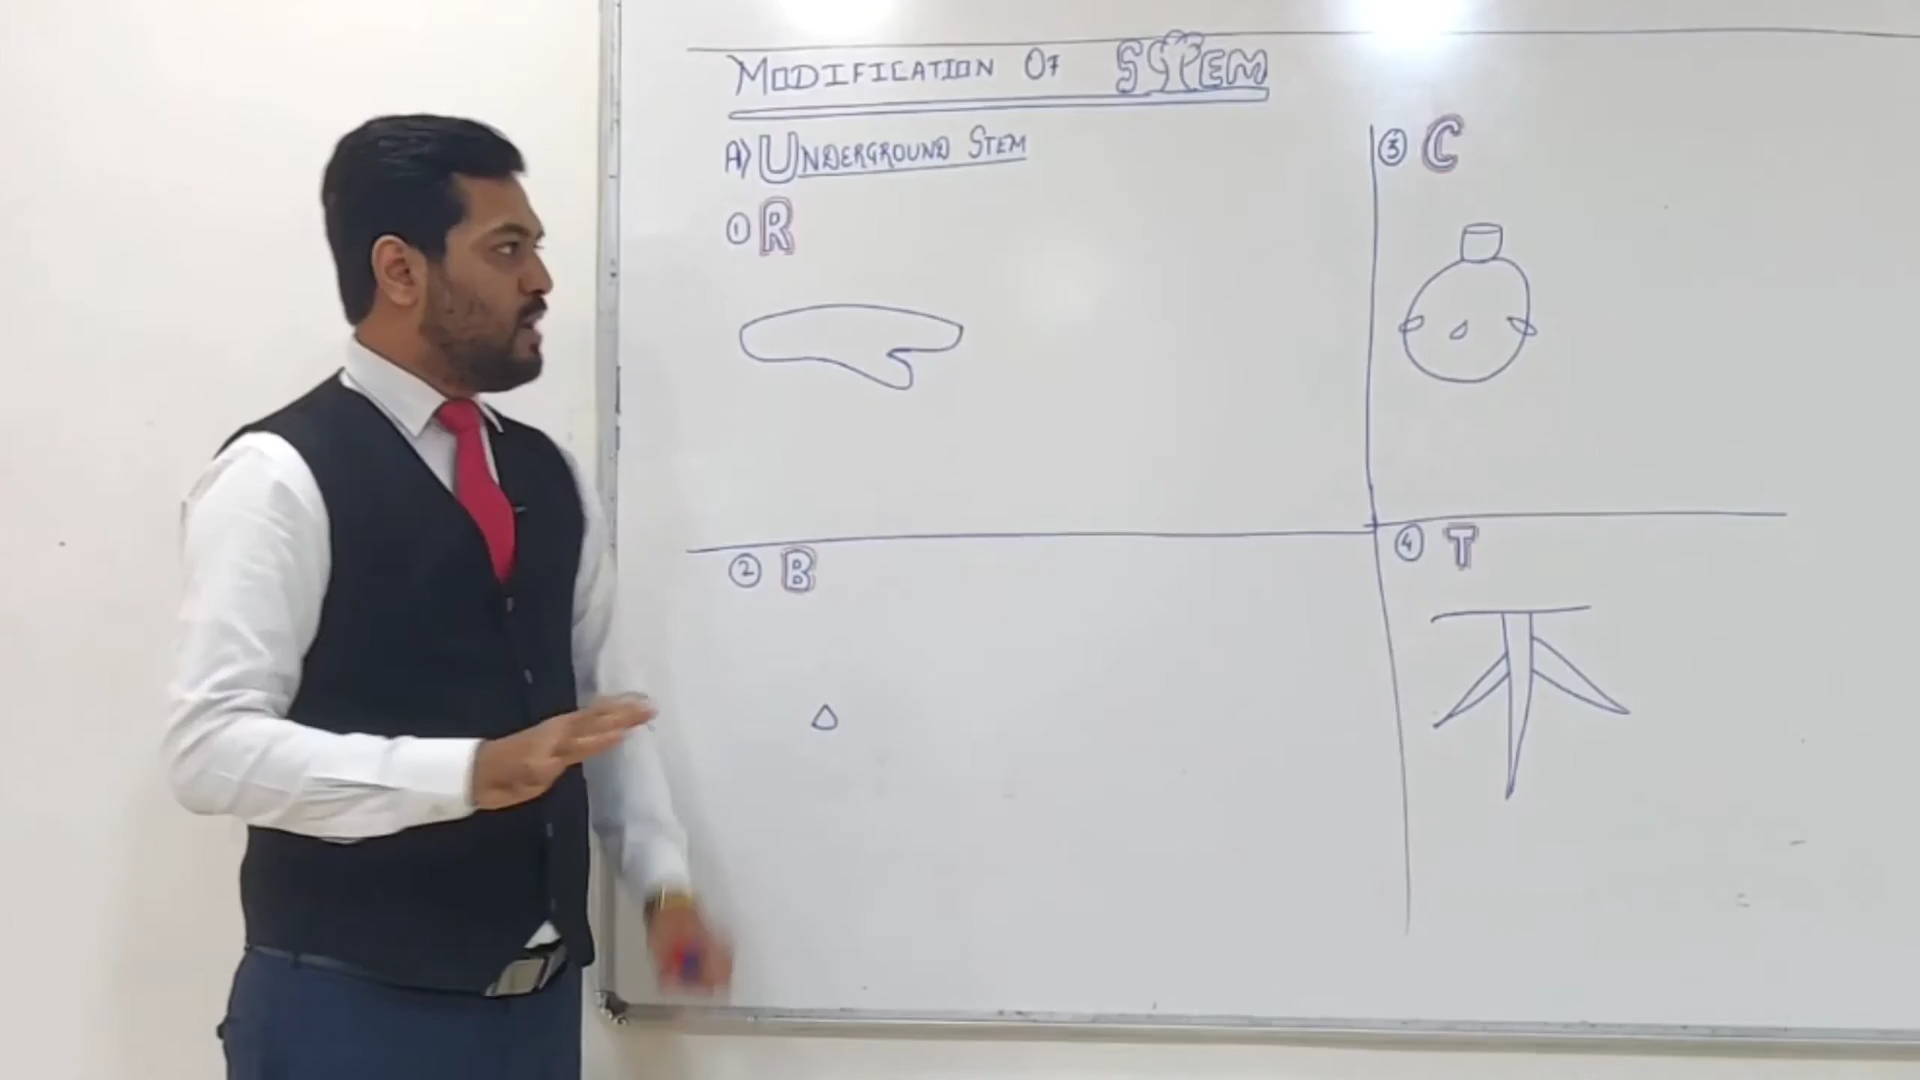 MODIFICATION OF STEM
A) UNDERGROUND STEM
① R
② B
③ C
④ T